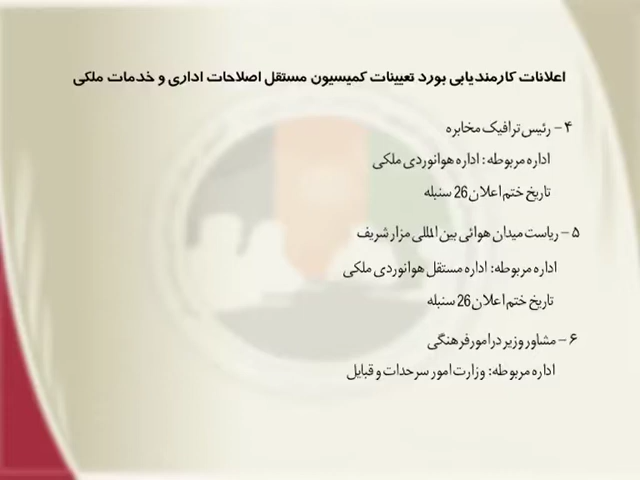 اعلانات کارمندیابی بورد تعیینات کمیسیون مستقل اصلاحات اداری و خدمات ملکی
۴ – رئیس ترافیک مخابره
اداره مربوطه : اداره هوانوردی ملکی
تاریخ ختم اعلان 26 سنبله
۵ – ریاست میدان هوائی بین المللی مزار شریف
اداره مربوطه: اداره مستقل هوانوردی ملکی
تاریخ ختم اعلان 26 سنبله
۶ – مشاور وزیر در امور فرهنگی
اداره مربوطه: وزارت امور سرحدات و قبایل